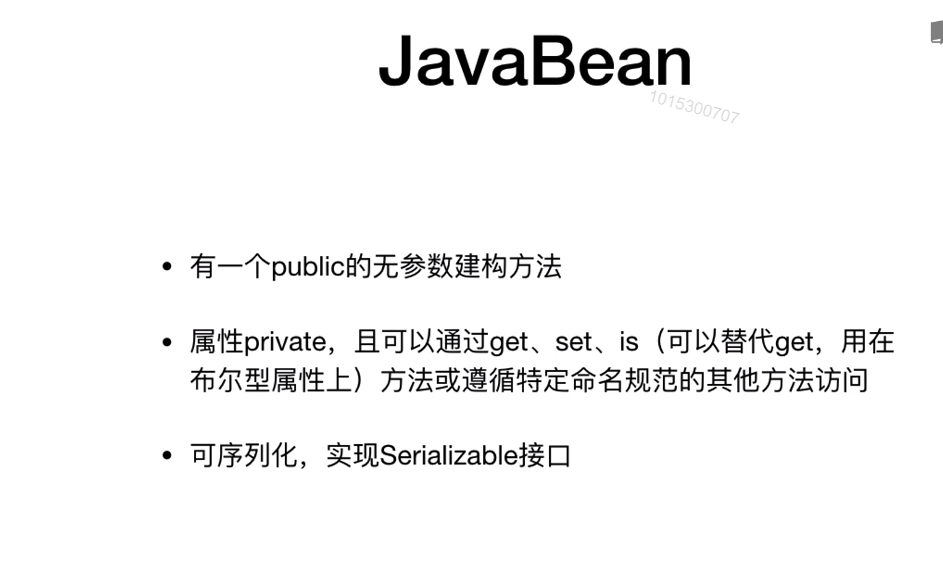 JavaBean
1015300707
• 有一个public的无参数建构方法
• 属性private，且可以通过get、set、is（可以替代get，用在
布尔型属性上）方法或遵循特定命名规范的其他方法访问
• 可序列化，实现Serializable接口